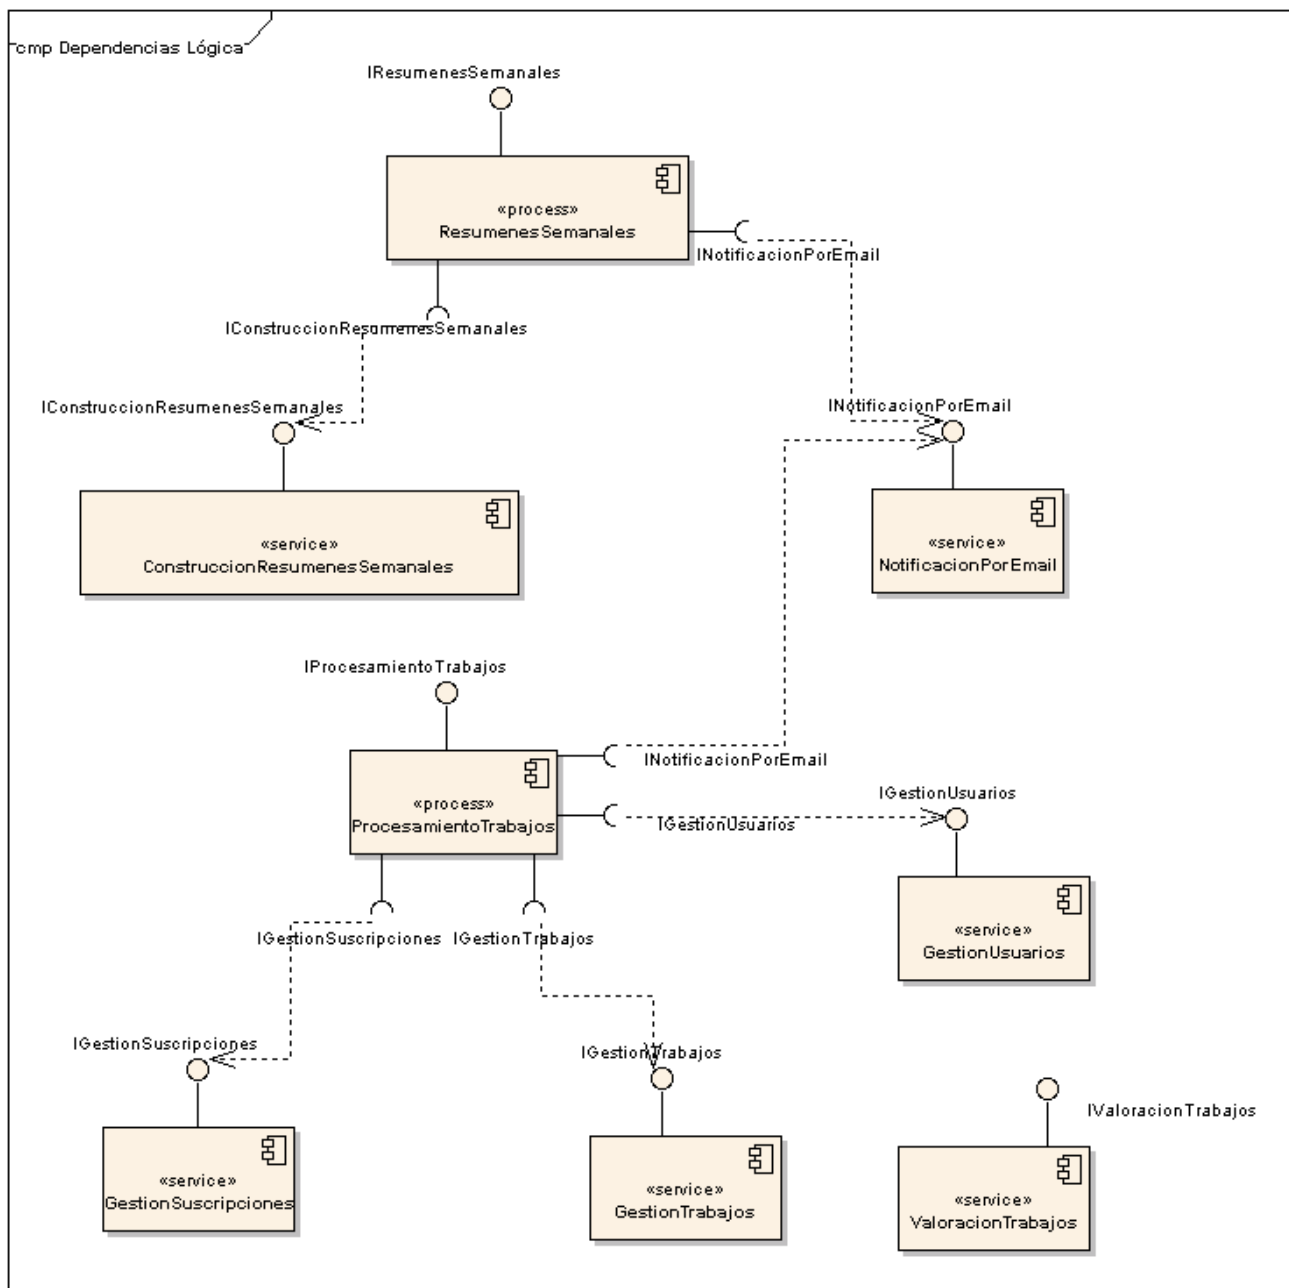 cmp Dependencias Lógica
IResumenesSemanales
«process»
ResumenesSemanales
INotificacionPorEmail
IConstruccionResumenesSemanales
IConstruccionResumenesSemanales
INotificacionPorEmail
«service»
ConstruccionResumenesSemanales
«service»
NotificacionPorEmail
IProcesamientoTrabajos
«process»
ProcesamientoTrabajos
INotificacionPorEmail
IGestionUsuarios
IGestionUsuarios
«service»
GestionUsuarios
IGestionSuscripciones
IGestionTrabajos
IGestionSuscripciones
IGestionTrabajos
IValoracionTrabajos
«service»
GestionSuscripciones
«service»
GestionTrabajos
«service»
ValoracionTrabajos